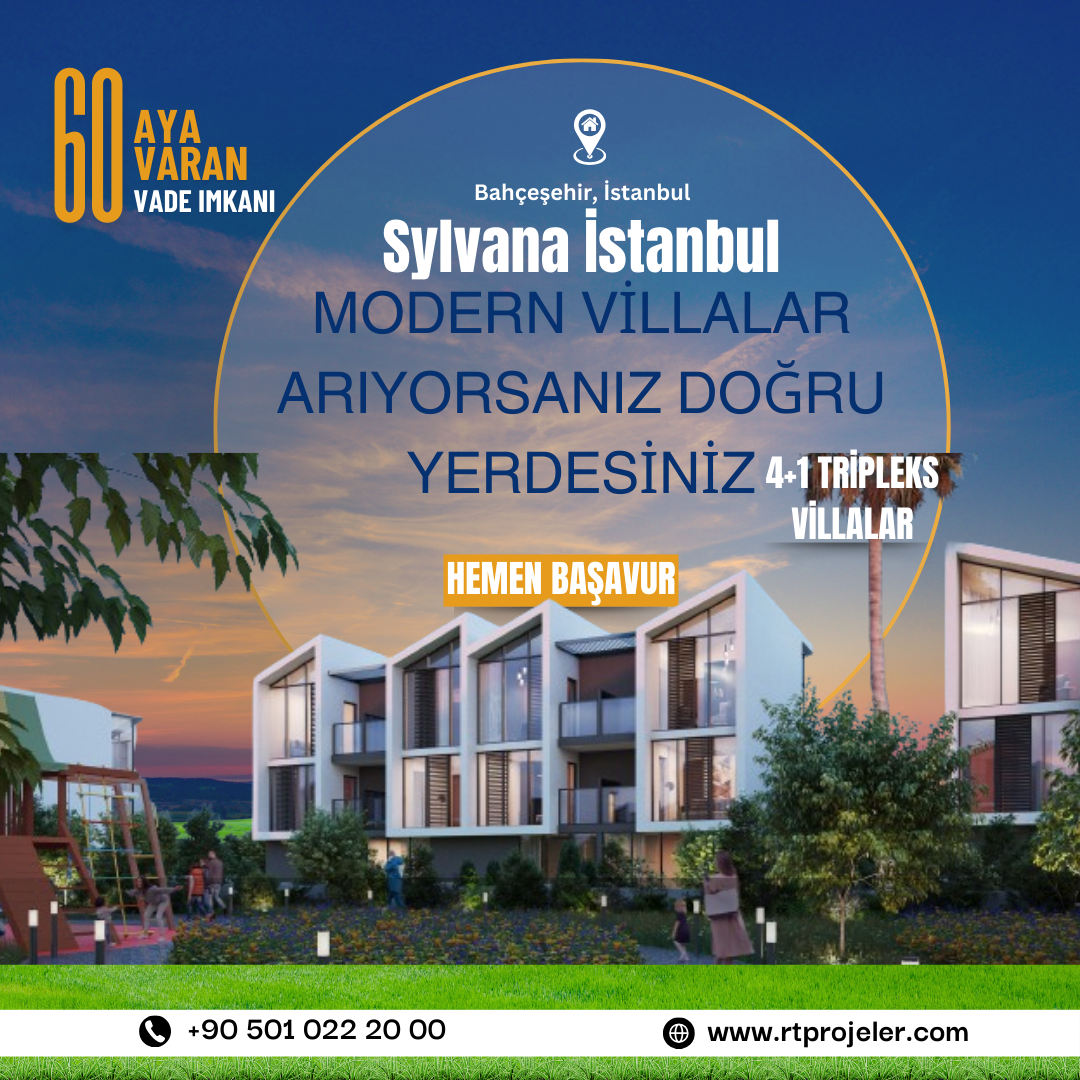 60 AYA
VARAN
VADE IMKANI
Bahçeşehir, İstanbul
Sylvana İstanbul
MODERN VİLLALAR
ARIYORSANIZ DOĞRU
YERDESİNİZ
4+1 TRİPLEKS
VİLLALAR
HEMEN BAŞAVUR
+90 501 022 20 00
www.rtprojeler.com